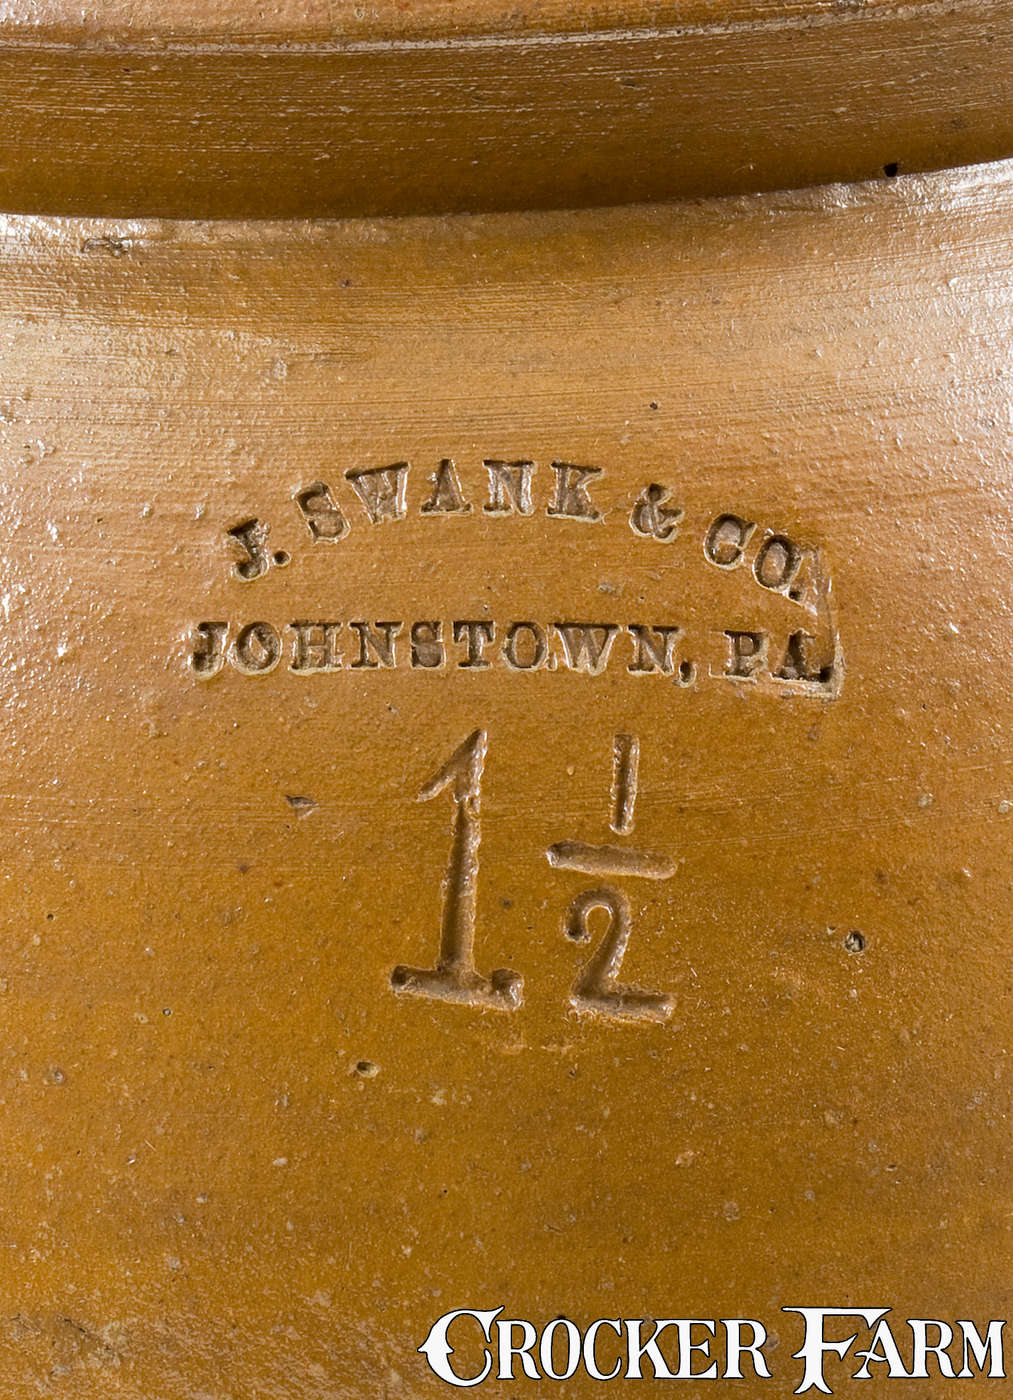 J. SWANK & CO.
JOHNSTOWN, PA.
1 1/2
CROCKER FARM